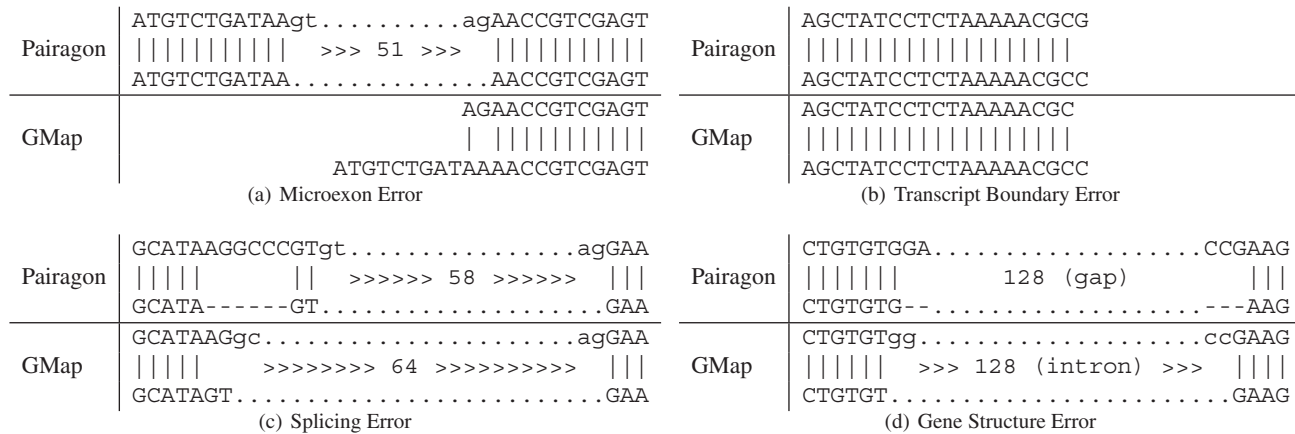 Pairagon
ATGTCTGATAAgt..........agAACCGTCGAGT
||||||||||| >>> 51 >>> |||||||||||
ATGTCTGATAA..............AACCGTCGAGT
GMap
AGAACCGTCGAGT
| |||||||||||
ATGTCTGATAAAACCGTCGAGT
(a) Microexon Error
Pairagon
AGCTATCCTCTAAAAACGCG
|||||||||||||||||||
AGCTATCCTCTAAAAACGCC
GMap
AGCTATCCTCTAAAAACGC
|||||||||||||||||||
AGCTATCCTCTAAAAACGCC
(b) Transcript Boundary Error
Pairagon
GCATAAGGCCCGTgt................agGAA
||||| || >>>>>> 58 >>>>>> |||
GCATA------GT....................GAA
GMap
GCATAAGgc......................agGAA
||||| >>>>>>>> 64 >>>>>>>>>> |||
GCATAGT..........................GAA
(c) Splicing Error
Pairagon
CTGTGTGGA...................CCGAAG
||||||| 128 (gap) |||
CTGTGTG--...................---AAG
GMap
CTGTGTgg....................ccGAAG
|||||| >>> 128 (intron) >>> ||||
CTGTGT........................GAAG
(d) Gene Structure Error